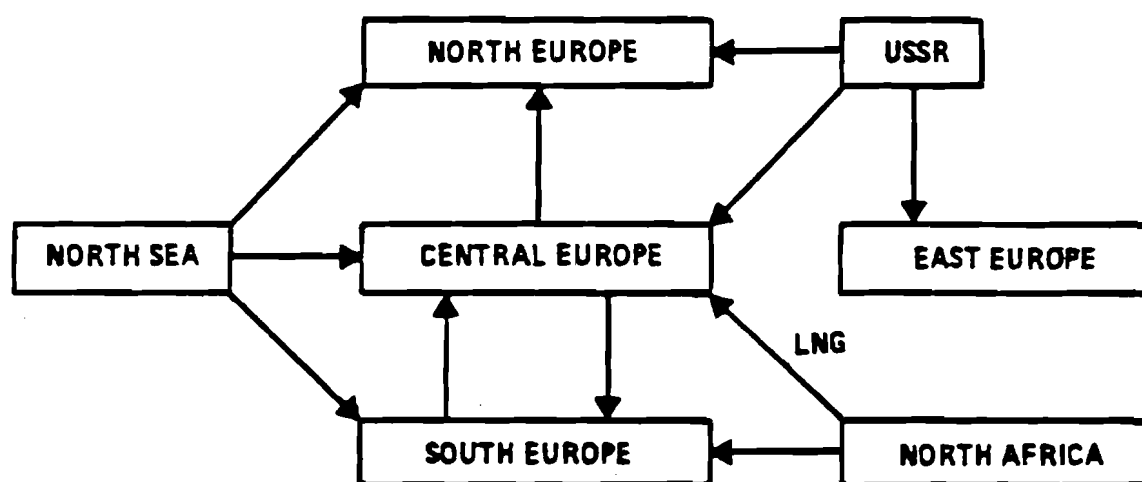 NORTH EUROPE
USSR
NORTH SEA
CENTRAL EUROPE
EAST EUROPE
LNG
SOUTH EUROPE
NORTH AFRICA